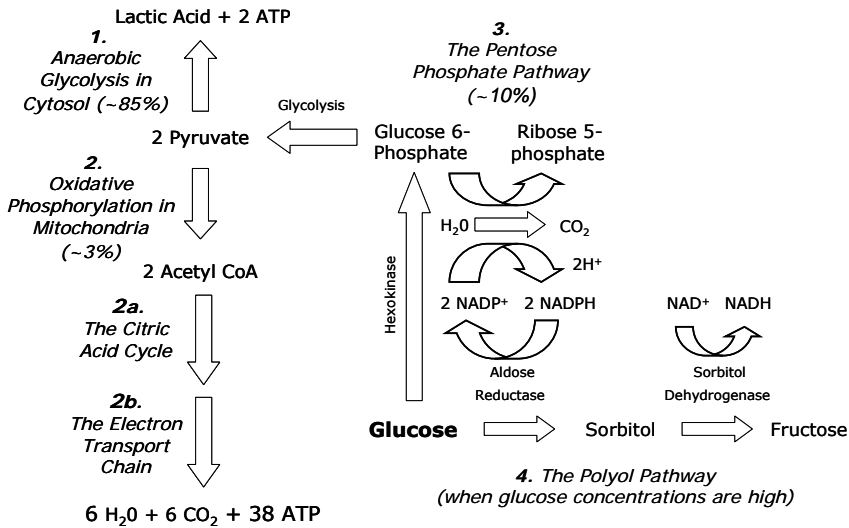 Lactic Acid + 2 ATP
1.
Anaerobic
Glycolysis in
Cytosol (~85%)
Glycolysis
2 Pyruvate
2.
Oxidative
Phosphorylation in
Mitochondria
(~3%)
2 Acetyl CoA
2a.
The Citric
Acid Cycle
2b.
The Electron
Transport
Chain
6 H₂0 + 6 CO₂ + 38 ATP
3.
The Pentose
Phosphate Pathway
(~10%)
Glucose 6-
Phosphate
Ribose 5-
phosphate
H₂0
CO₂
2H⁺
Hexokinase
2 NADP⁺
2 NADPH
NAD⁺
NADH
Aldose
Reductase
Sorbitol
Dehydrogenase
Glucose
Sorbitol
Fructose
4. The Polyol Pathway
(when glucose concentrations are high)